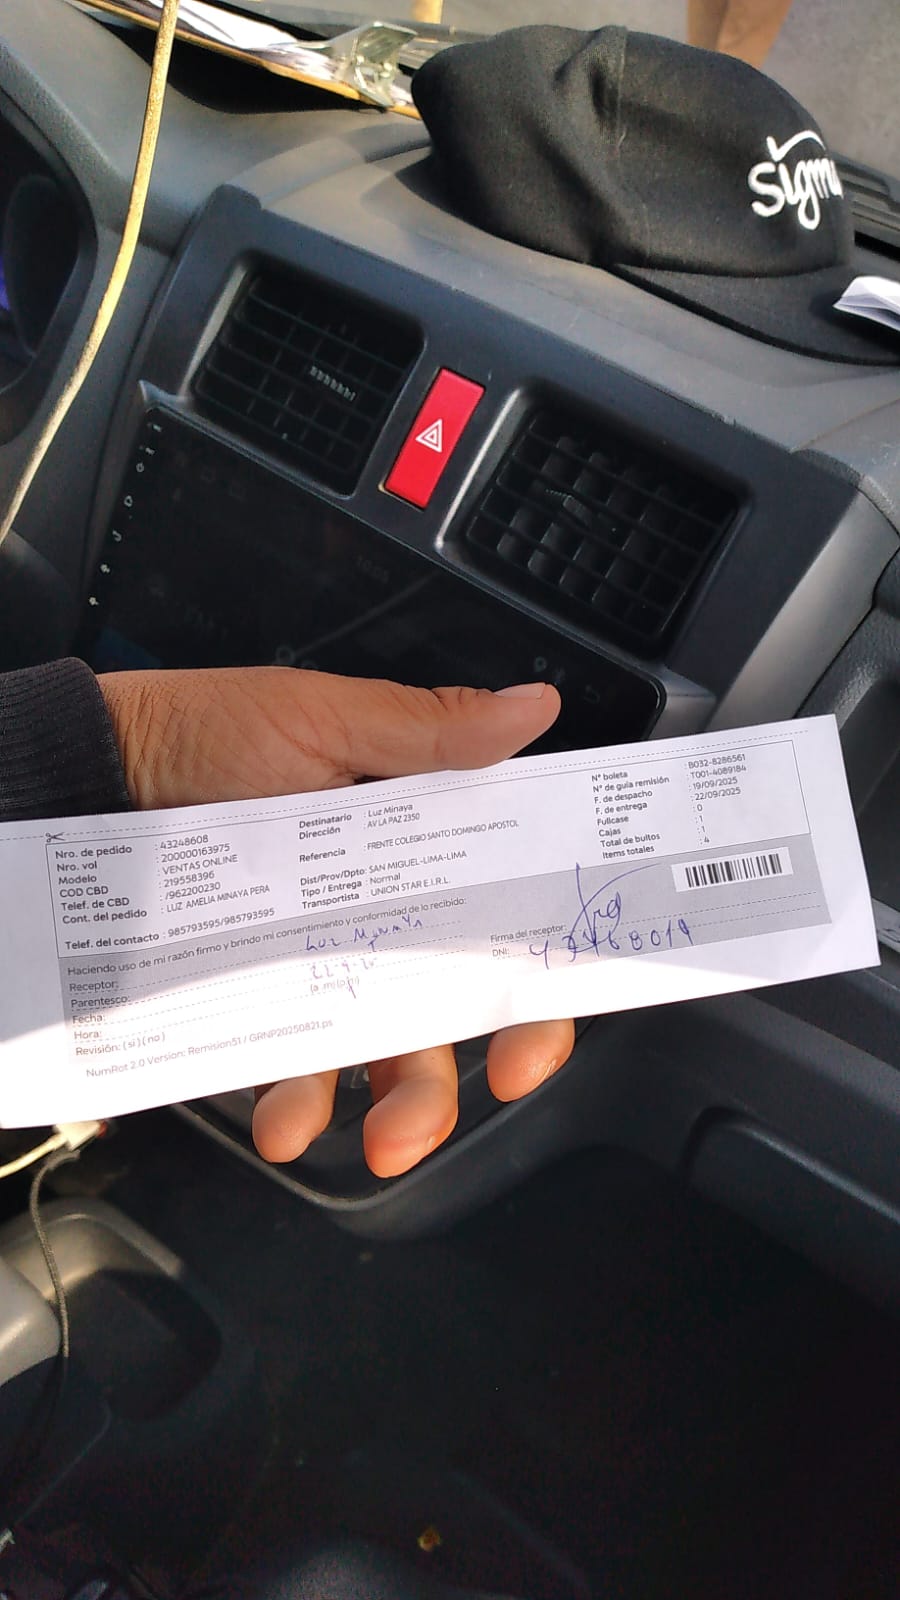 sigm
Nro. de pedido : 43248608
Nro. vol : 200000163975
Modelo : VENTAS ONLINE
COD CBD : 219558396
Telef. de CBD : /962200230
Cont. del pedido : LUZ AMELIA MINAYA PERA
Telef. del contacto : 985793595/985793595
Destinatario : Luz Minaya
Dirección : AV LA PAZ 2350
Referencia : FRENTE COLEGIO SANTO DOMINGO APOSTOL
Dist/Prov/Dpto: SAN MIGUEL-LIMA-LIMA
Tipo / Entrega : Normal
Transportista : UNION STAR E.I.R.L.
N° boleta : B032-8286561
N° de guía remisión : T001-4089184
F. de despacho : 19/09/2025
F. de entrega : 22/09/2025
Fullcase : 0
Cajas : 1
Total de bultos : 1
Items totales : 4
Haciendo uso de mi razón firmo y brindo mi consentimiento y conformidad de lo recibido:
Receptor: Luz
Parentesco:
Fecha:
Hora:
Revisión: (si) (no)
Firma del receptor:
DNI:
NumRot 2.0 Version: Remision51 / GRNP20250821.ps